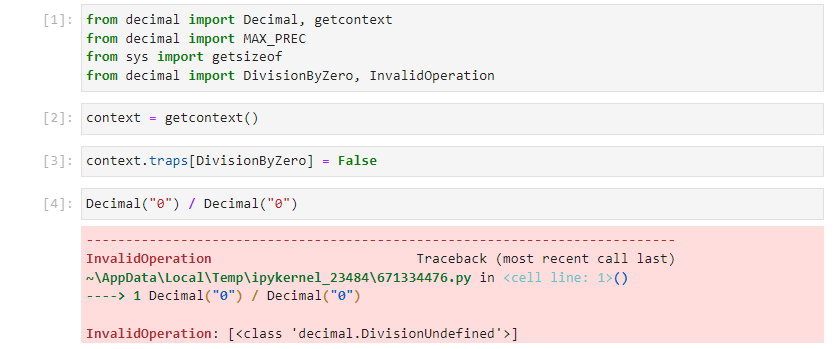 [1]: from decimal import Decimal, getcontext
from decimal import MAX_PREC
from sys import getsizeof
from decimal import DivisionByZero, InvalidOperation
[2]: context = getcontext()
[3]: context.traps[DivisionByZero] = False
[4]: Decimal("0") / Decimal("0")
---------------------------------------------------------------------------
InvalidOperation                          Traceback (most recent call last)
~\AppData\Local\Temp\ipykernel_23484\671334476.py in <cell line: 1>()
----> 1 Decimal("0") / Decimal("0")
InvalidOperation: [<class 'decimal.DivisionUndefined'>]